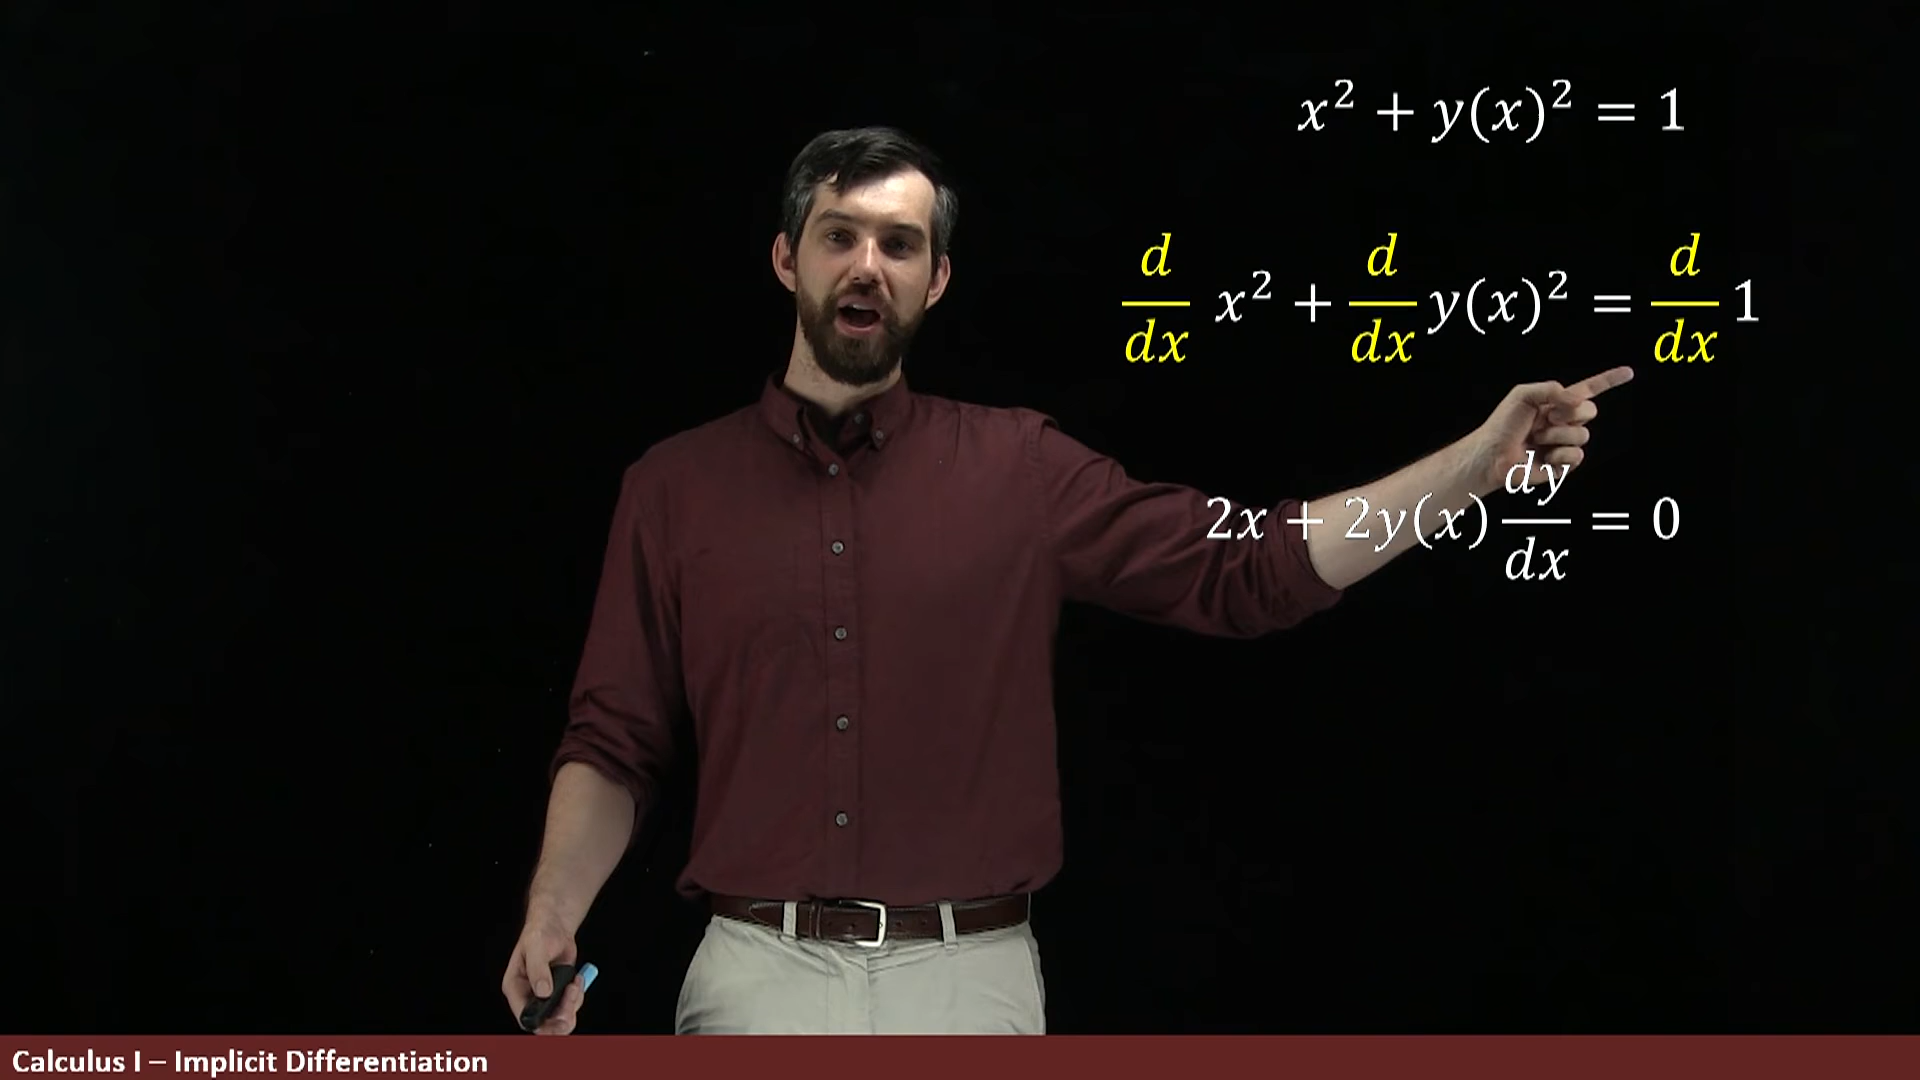 x² + y(x)² = 1
d/dx x² + d/dx y(x)² = d/dx 1
2x + 2y(x) dy/dx = 0
Calculus I – Implicit Differentiation